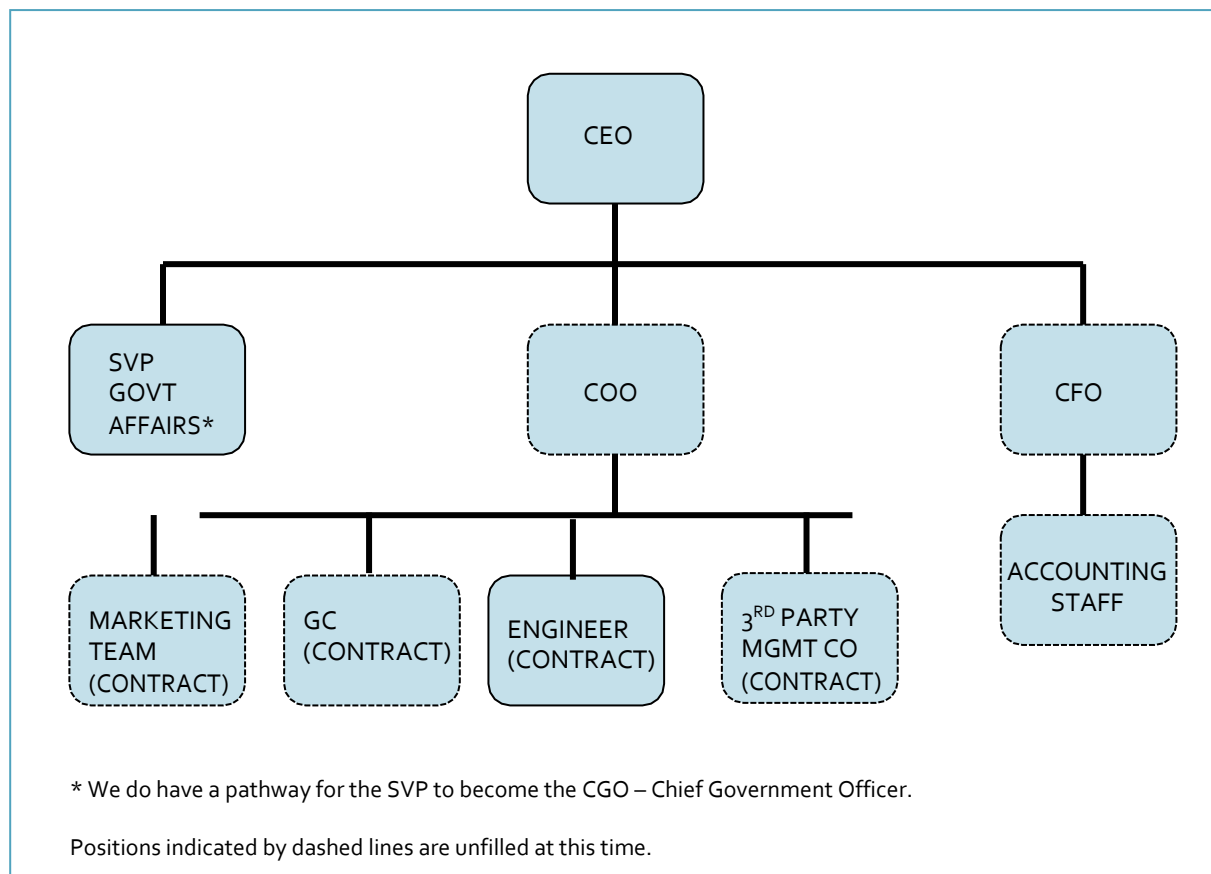 CEO
SVP
GOVT
AFFAIRS*
COO
CFO
MARKETING
TEAM
(CONTRACT)
GC
(CONTRACT)
ENGINEER
(CONTRACT)
3RD PARTY
MGMT CO
(CONTRACT)
ACCOUNTING
STAFF
* We do have a pathway for the SVP to become the CGO – Chief Government Officer.
Positions indicated by dashed lines are unfilled at this time.